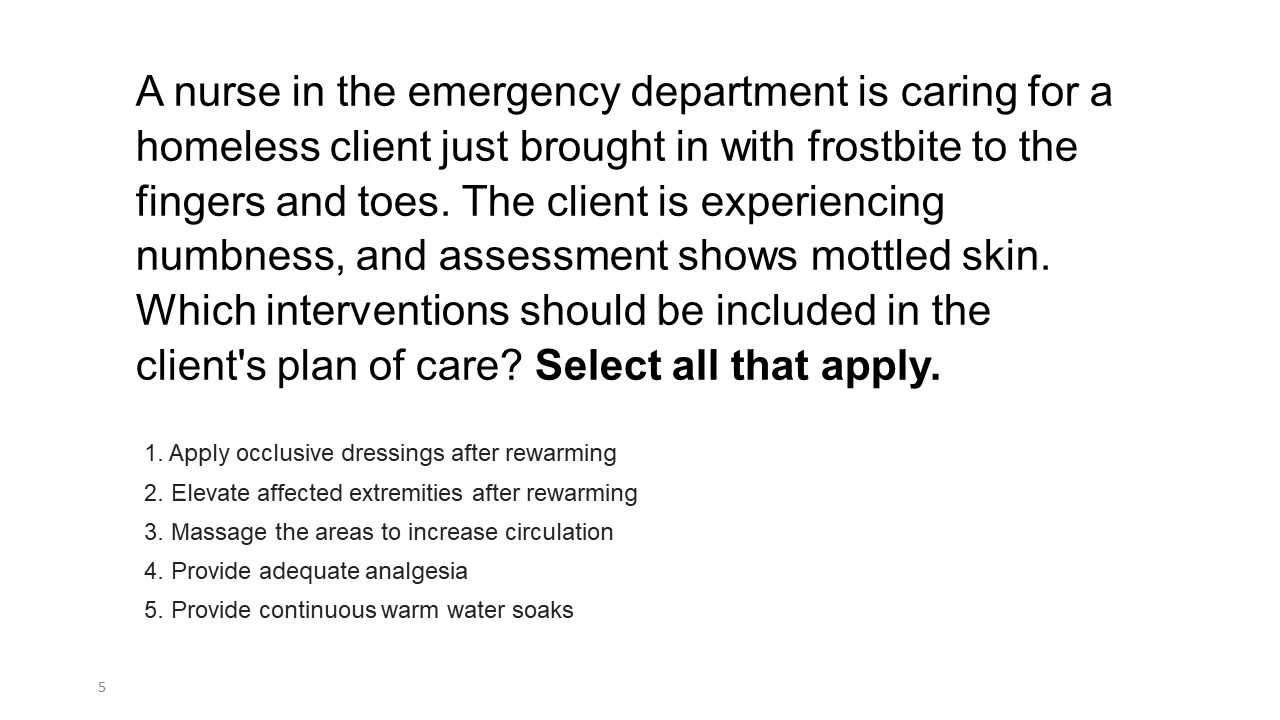 A nurse in the emergency department is caring for a
homeless client just brought in with frostbite to the
fingers and toes. The client is experiencing
numbness, and assessment shows mottled skin.
Which interventions should be included in the
client's plan of care? Select all that apply.
1. Apply occlusive dressings after rewarming
2. Elevate affected extremities after rewarming
3. Massage the areas to increase circulation
4. Provide adequate analgesia
5. Provide continuous warm water soaks
5